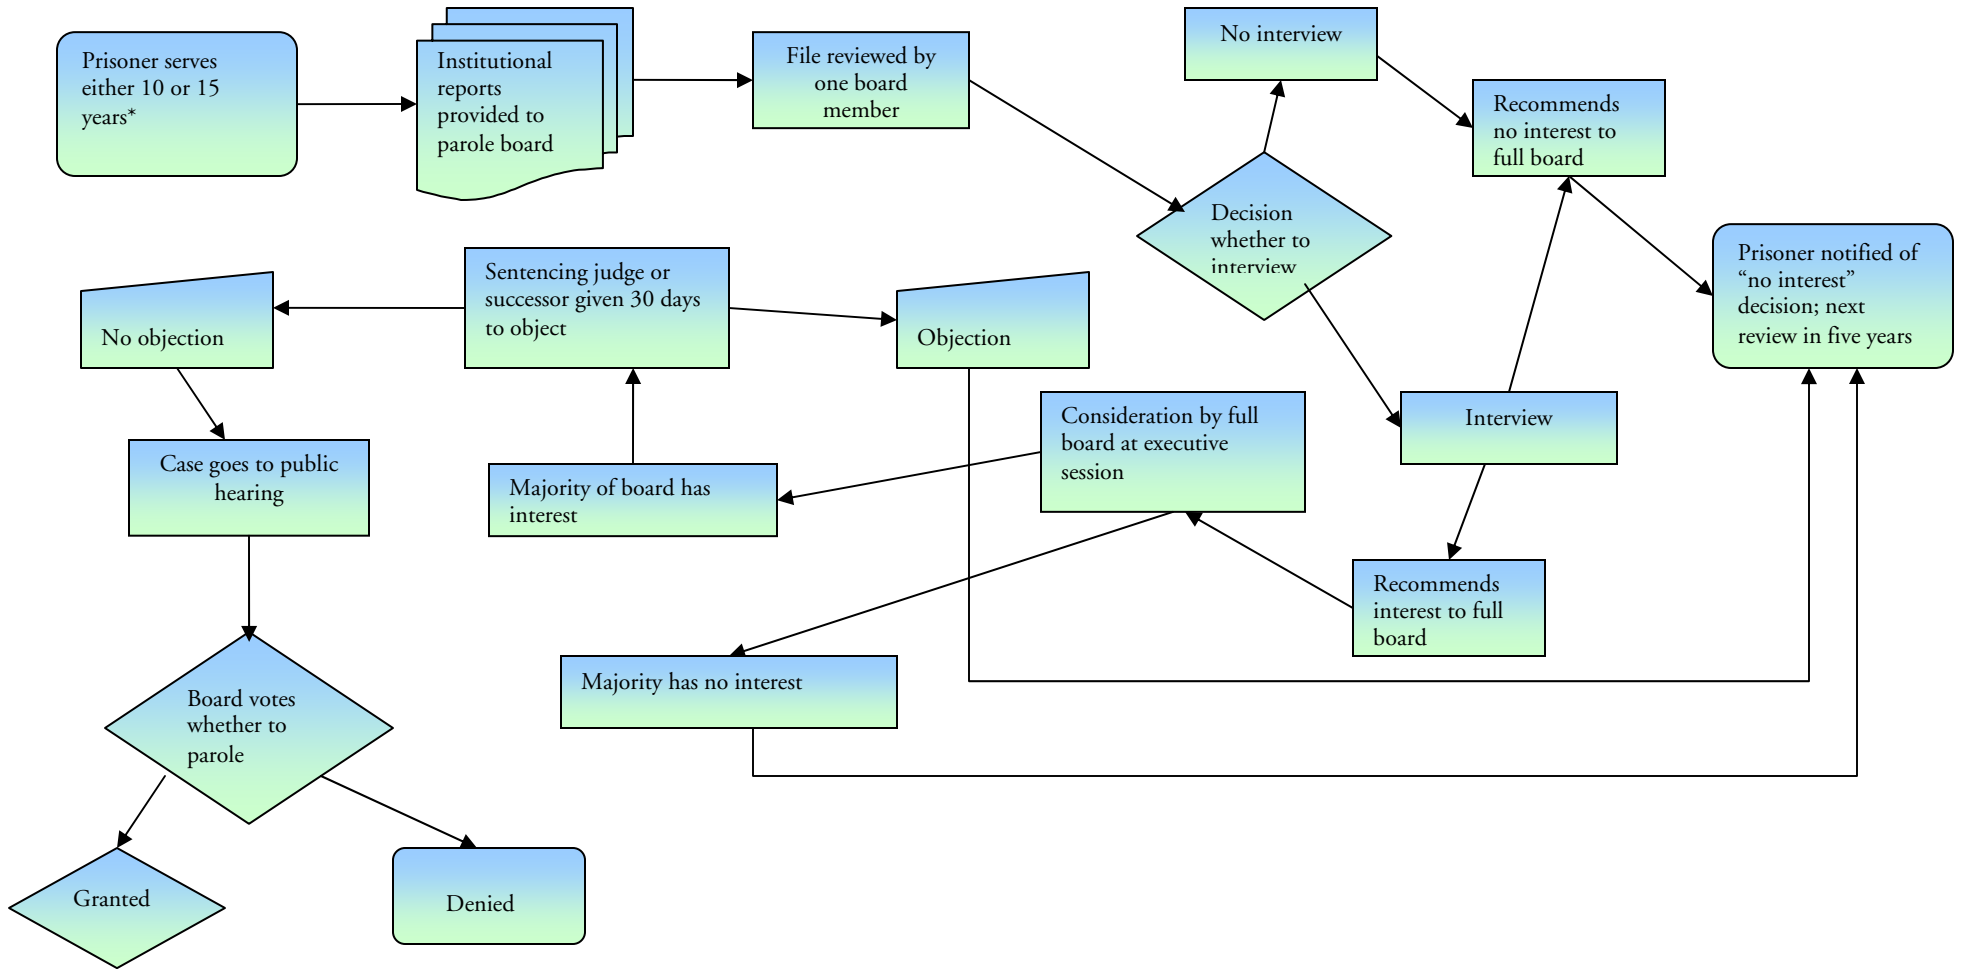 Prisoner serves
either 10 or 15
years*
Institutional
reports
provided to
parole board
File reviewed by
one board
member
No interview
Recommends
no interest to
full board
Decision
whether to
interview
Prisoner notified of
“no interest”
decision; next
review in five years
Sentencing judge or
successor given 30 days
to object
No objection
Objection
Consideration by full
board at executive
session
Interview
Case goes to public
hearing
Majority of board has
interest
Recommends
interest to full
board
Majority has no interest
Board votes
whether to
parole
Granted
Denied